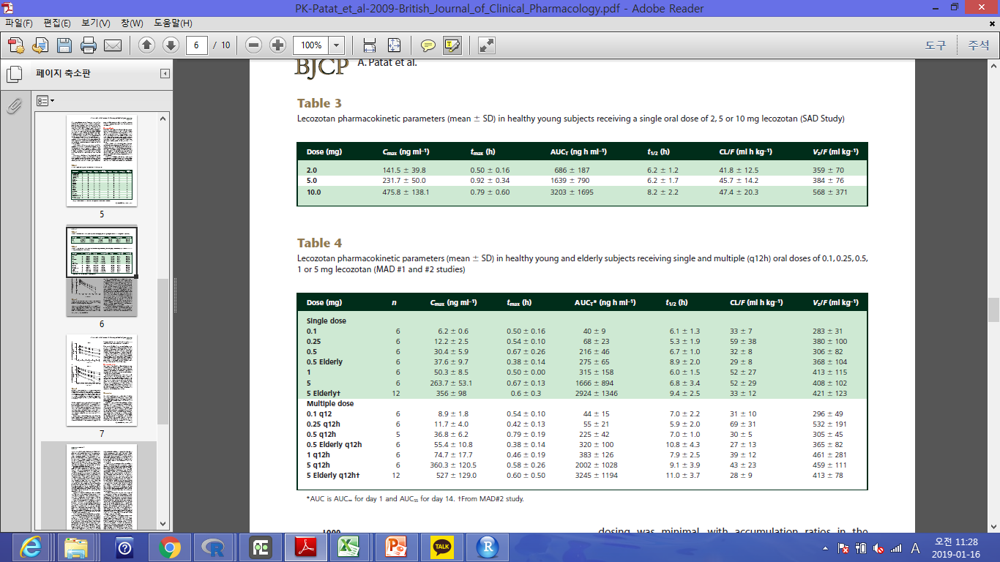 PK-Patat_et_al-2009-British_Journal_of_Clinical_Pharmacology.pdf - Adobe Reader
파일(F) 편집(E) 보기(V) 창(W) 도움말(H)
6 / 10 100% 도구 주석
페이지 축소판
5
6
7
BJCP A. Patat et al.
Table 3
Lecozotan pharmacokinetic parameters (mean ± SD) in healthy young subjects receiving a single oral dose of 2, 5 or 10 mg lecozotan (SAD Study)
Dose (mg) Cmax (ng ml⁻¹) tmax (h) AUCT (ng h ml⁻¹) t1/2 (h) CL/F (ml h kg⁻¹) Vz/F (ml kg⁻¹)
2.0 141.5 ± 39.8 0.50 ± 0.16 686 ± 187 6.2 ± 1.2 41.8 ± 12.5 359 ± 70
5.0 231.7 ± 50.0 0.92 ± 0.34 1639 ± 790 6.2 ± 1.7 45.7 ± 14.2 384 ± 76
10.0 475.8 ± 138.1 0.79 ± 0.60 3203 ± 1695 8.2 ± 2.2 47.4 ± 20.3 568 ± 371
Table 4
Lecozotan pharmacokinetic parameters (mean ± SD) in healthy young and elderly subjects receiving single and multiple (q12h) oral doses of 0.1, 0.25, 0.5,
1 or 5 mg lecozotan (MAD #1 and #2 studies)
Dose (mg) n Cmax (ng ml⁻¹) tmax (h) AUCT* (ng h ml⁻¹) t1/2 (h) CL/F (ml h kg⁻¹) Vz/F (ml kg⁻¹)
Single dose
0.1 6 6.2 ± 0.6 0.50 ± 0.16 40 ± 9 6.1 ± 1.3 33 ± 7 283 ± 31
0.25 6 12.2 ± 2.5 0.54 ± 0.10 68 ± 23 5.3 ± 1.9 59 ± 38 380 ± 100
0.5 6 30.4 ± 5.9 0.67 ± 0.26 216 ± 46 6.7 ± 1.0 32 ± 8 306 ± 82
0.5 Elderly 6 37.6 ± 9.7 0.38 ± 0.14 275 ± 65 8.9 ± 2.0 29 ± 8 368 ± 104
1 6 50.3 ± 8.5 0.50 ± 0.00 315 ± 158 6.0 ± 1.5 52 ± 27 413 ± 115
5 6 263.7 ± 53.1 0.67 ± 0.13 1666 ± 894 6.8 ± 3.4 52 ± 29 408 ± 102
5 Elderly† 12 356 ± 98 0.6 ± 0.3 2924 ± 1346 9.4 ± 2.5 33 ± 12 421 ± 123
Multiple dose
0.1 q12 6 8.9 ± 1.8 0.54 ± 0.10 44 ± 15 7.0 ± 2.2 31 ± 10 296 ± 49
0.25 q12h 6 11.7 ± 4.0 0.42 ± 0.13 55 ± 21 5.9 ± 2.0 69 ± 31 532 ± 191
0.5 q12h 5 36.8 ± 6.2 0.79 ± 0.19 225 ± 42 7.0 ± 1.0 30 ± 5 305 ± 45
0.5 Elderly q12h 6 55.4 ± 10.8 0.38 ± 0.14 320 ± 100 10.8 ± 4.3 27 ± 13 365 ± 82
1 q12h 6 74.7 ± 17.7 0.46 ± 0.19 383 ± 126 7.9 ± 2.5 39 ± 12 461 ± 281
5 q12h 6 360.3 ± 120.5 0.58 ± 0.26 2002 ± 1028 9.1 ± 3.9 43 ± 23 459 ± 111
5 Elderly q12h† 12 527 ± 129.0 0.60 ± 0.50 3245 ± 1194 11.0 ± 3.7 28 ± 9 413 ± 78
*AUC is AUC∞ for day 1 and AUCSS for day 14. †From MAD#2 study.
1000 dosing was minimal, with accumulation ratios in the
TALK A 오전 11:28
2019-01-16